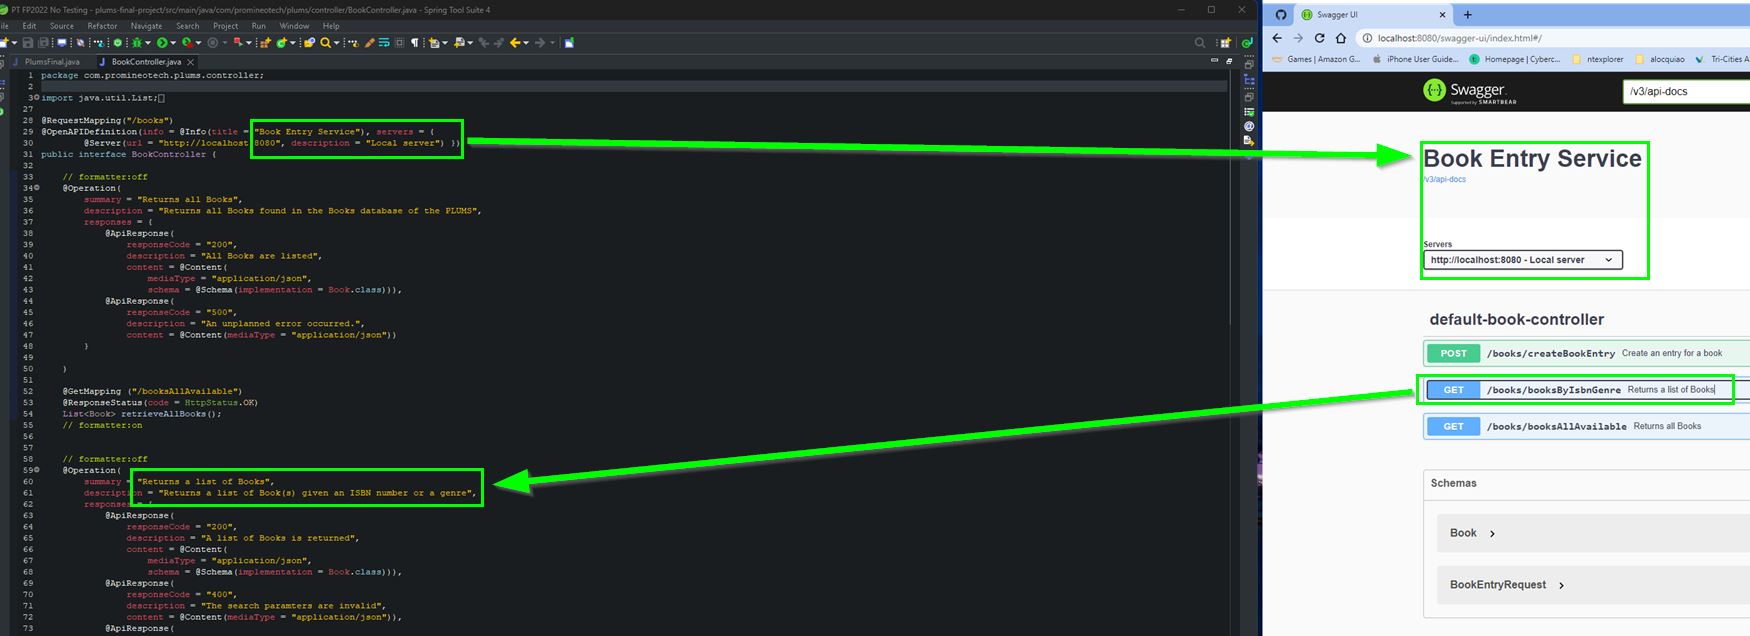 PT FP2022 No Testing - plums-final-project/src/main/java/com/promineotech/plums/controller/BookController.java - Spring Tool Suite 4
ile Edit Source Refactor Navigate Search Project Run Window Help
PlumsFinal.java BookController.java
1 package com.promineotech.plums.controller;
2
3 import java.util.List;
27
28 @RequestMapping("/books")
29 @OpenAPIDefinition(info = @Info(title = "Book Entry Service"), servers = {
30 @Server(url = "http://localhost:8080", description = "Local server") })
31 public interface BookController {
32
33 // formatter:off
34 @Operation(
35 summary = "Returns all Books",
36 description = "Returns all Books found in the Books database of the PLUMS",
37 responses = {
38 @ApiResponse(
39 responseCode = "200",
40 description = "All Books are listed",
41 content = @Content(
42 mediaType = "application/json",
43 schema = @Schema(implementation = Book.class))),
44 @ApiResponse(
45 responseCode = "500",
46 description = "An unplanned error occurred.",
47 content = @Content(mediaType = "application/json"))
48 }
49
50 )
51
52 @GetMapping ("/booksAllAvailable")
53 @ResponseStatus(code = HttpStatus.OK)
54 List<Book> retrieveAllBooks();
55 // formatter:on
56
57
58 // formatter:off
59 @Operation(
60 summary = "Returns a list of Books",
61 description = "Returns a list of Book(s) given an ISBN number or a genre",
62 responses = {
63 @ApiResponse(
64 responseCode = "200",
65 description = "A list of Books is returned",
66 content = @Content(
67 mediaType = "application/json",
68 schema = @Schema(implementation = Book.class))),
69 @ApiResponse(
70 responseCode = "400",
71 description = "The search paramters are invalid",
72 content = @Content(mediaType = "application/json")),
73 @ApiResponse(
Swagger UI
localhost:8080/swagger-ui/index.html#/
Games | Amazon G... iPhone User Guide... Homepage | Cyberc... ntexplorer alocquiao Tri-Cities A
Swagger
Supported by SMARTBEAR
/v3/api-docs
Book Entry Service
/v3/api-docs
Servers
http://localhost:8080 - Local server
default-book-controller
POST /books/createBookEntry Create an entry for a book
GET /books/booksByIsbnGenre Returns a list of Books
GET /books/booksAllAvailable Returns all Books
Schemas
Book
BookEntryRequest